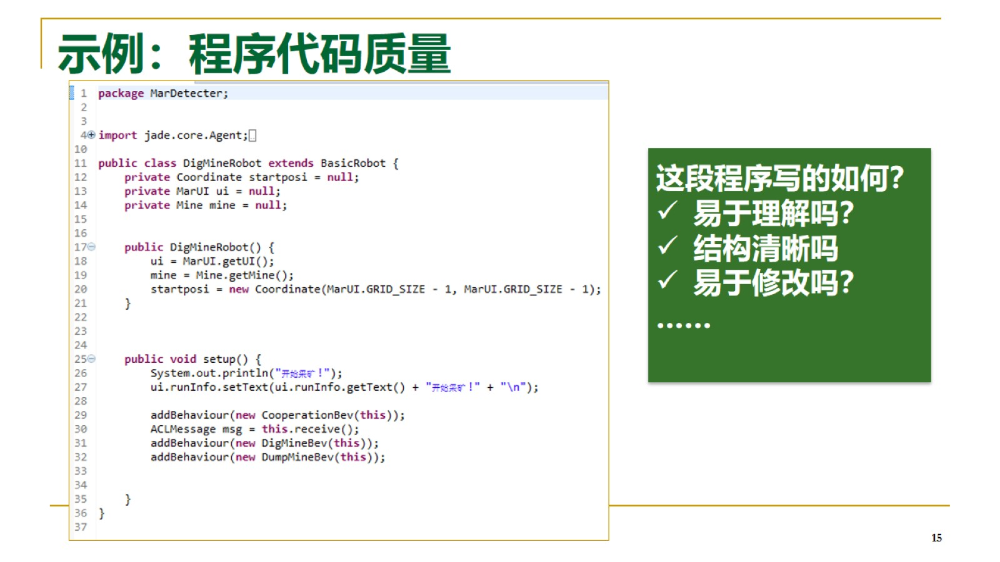 示例：程序代码质量
1 package MarDetecter;
2
3
4 import jade.core.Agent;
10
11 public class DigMineRobot extends BasicRobot {
12 private Coordinate startposi = null;
13 private MarUI ui = null;
14 private Mine mine = null;
15
16
17 public DigMineRobot() {
18 ui = MarUI.getUI();
19 mine = Mine.getMine();
20 startposi = new Coordinate(MarUI.GRID_SIZE - 1, MarUI.GRID_SIZE - 1);
21 }
22
23
24
25 public void setup() {
26 System.out.println("开始采矿！");
27 ui.runInfo.setText(ui.runInfo.getText() + "开始采矿！" + "\n");
28
29 addBehaviour(new CooperationBev(this));
30 ACLMessage msg = this.receive();
31 addBehaviour(new DigMineBev(this));
32 addBehaviour(new DumpMineBev(this));
33
34
35 }
36 }
37
这段程序写的如何？
✓ 易于理解吗？
✓ 结构清晰吗
✓ 易于修改吗？
……
15